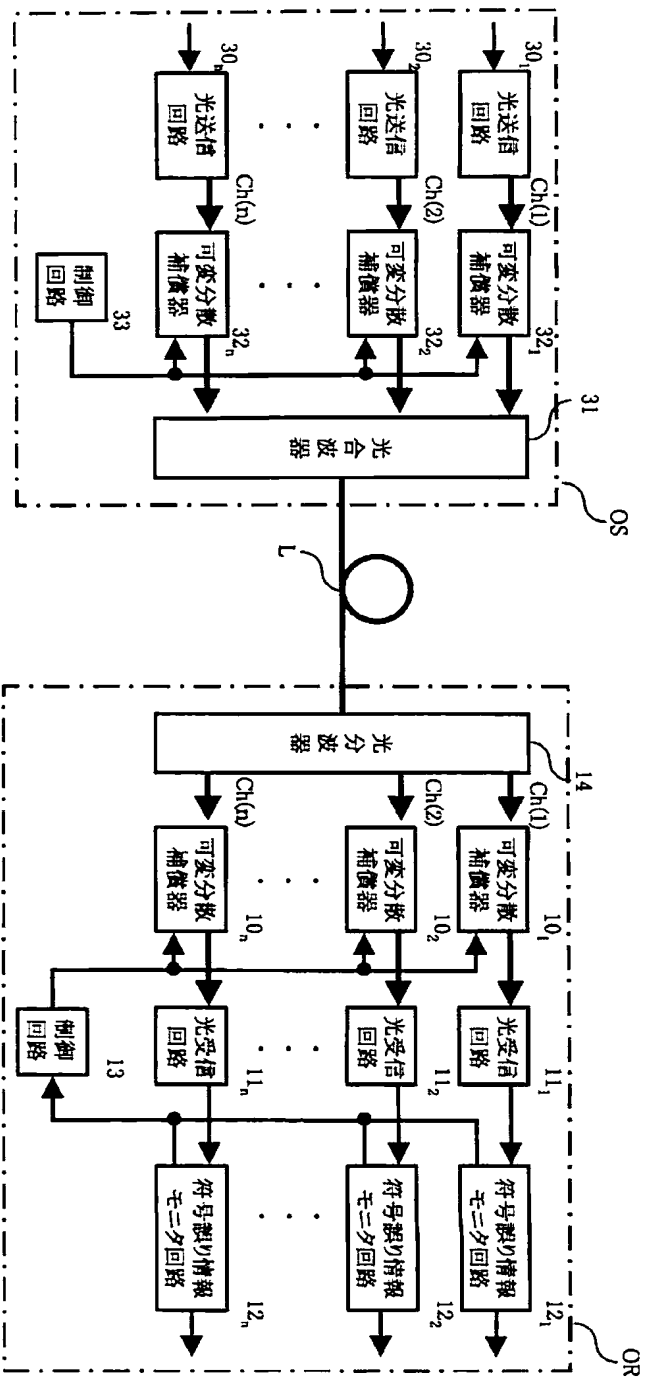 OS
30₁
光送信
回路
Ch(1)
可変分散
補償器
32₁
30₂
光送信
回路
Ch(2)
可変分散
補償器
32₂
30ₙ
光送信
回路
Ch(n)
可変分散
補償器
32ₙ
制御
回路
33
31
光合波器
L
OR
14
光分波器
Ch(1)
可変分散
補償器
10₁
光受信
回路
11₁
符号誤り情報
モニタ回路
12₁
Ch(2)
可変分散
補償器
10₂
光受信
回路
11₂
符号誤り情報
モニタ回路
12₂
Ch(n)
可変分散
補償器
10ₙ
光受信
回路
11ₙ
符号誤り情報
モニタ回路
12ₙ
制御
回路
13